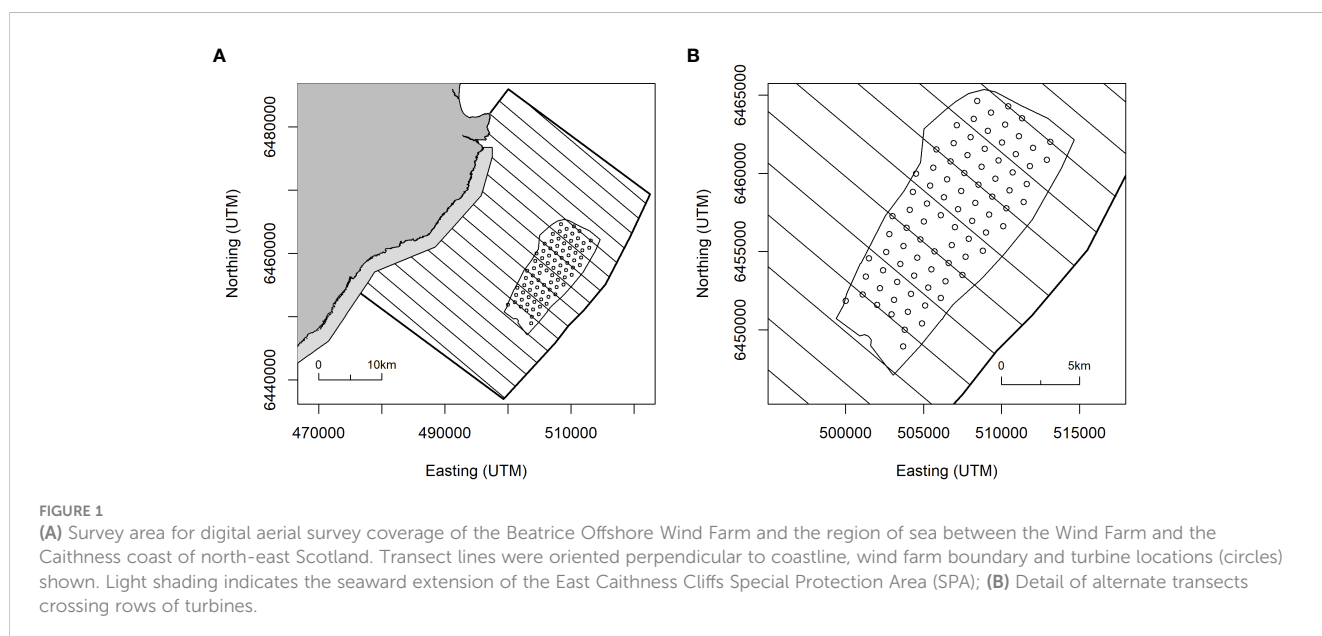 A
B
Northing (UTM)
6480000
6460000
6440000
0 10km
470000 490000 510000
Easting (UTM)
Northing (UTM)
6465000
6460000
6455000
6450000
0 5km
500000 505000 510000 515000
Easting (UTM)
FIGURE 1
(A) Survey area for digital aerial survey coverage of the Beatrice Offshore Wind Farm and the region of sea between the Wind Farm and the
Caithness coast of north-east Scotland. Transect lines were oriented perpendicular to coastline, wind farm boundary and turbine locations (circles)
shown. Light shading indicates the seaward extension of the East Caithness Cliffs Special Protection Area (SPA); (B) Detail of alternate transects
crossing rows of turbines.